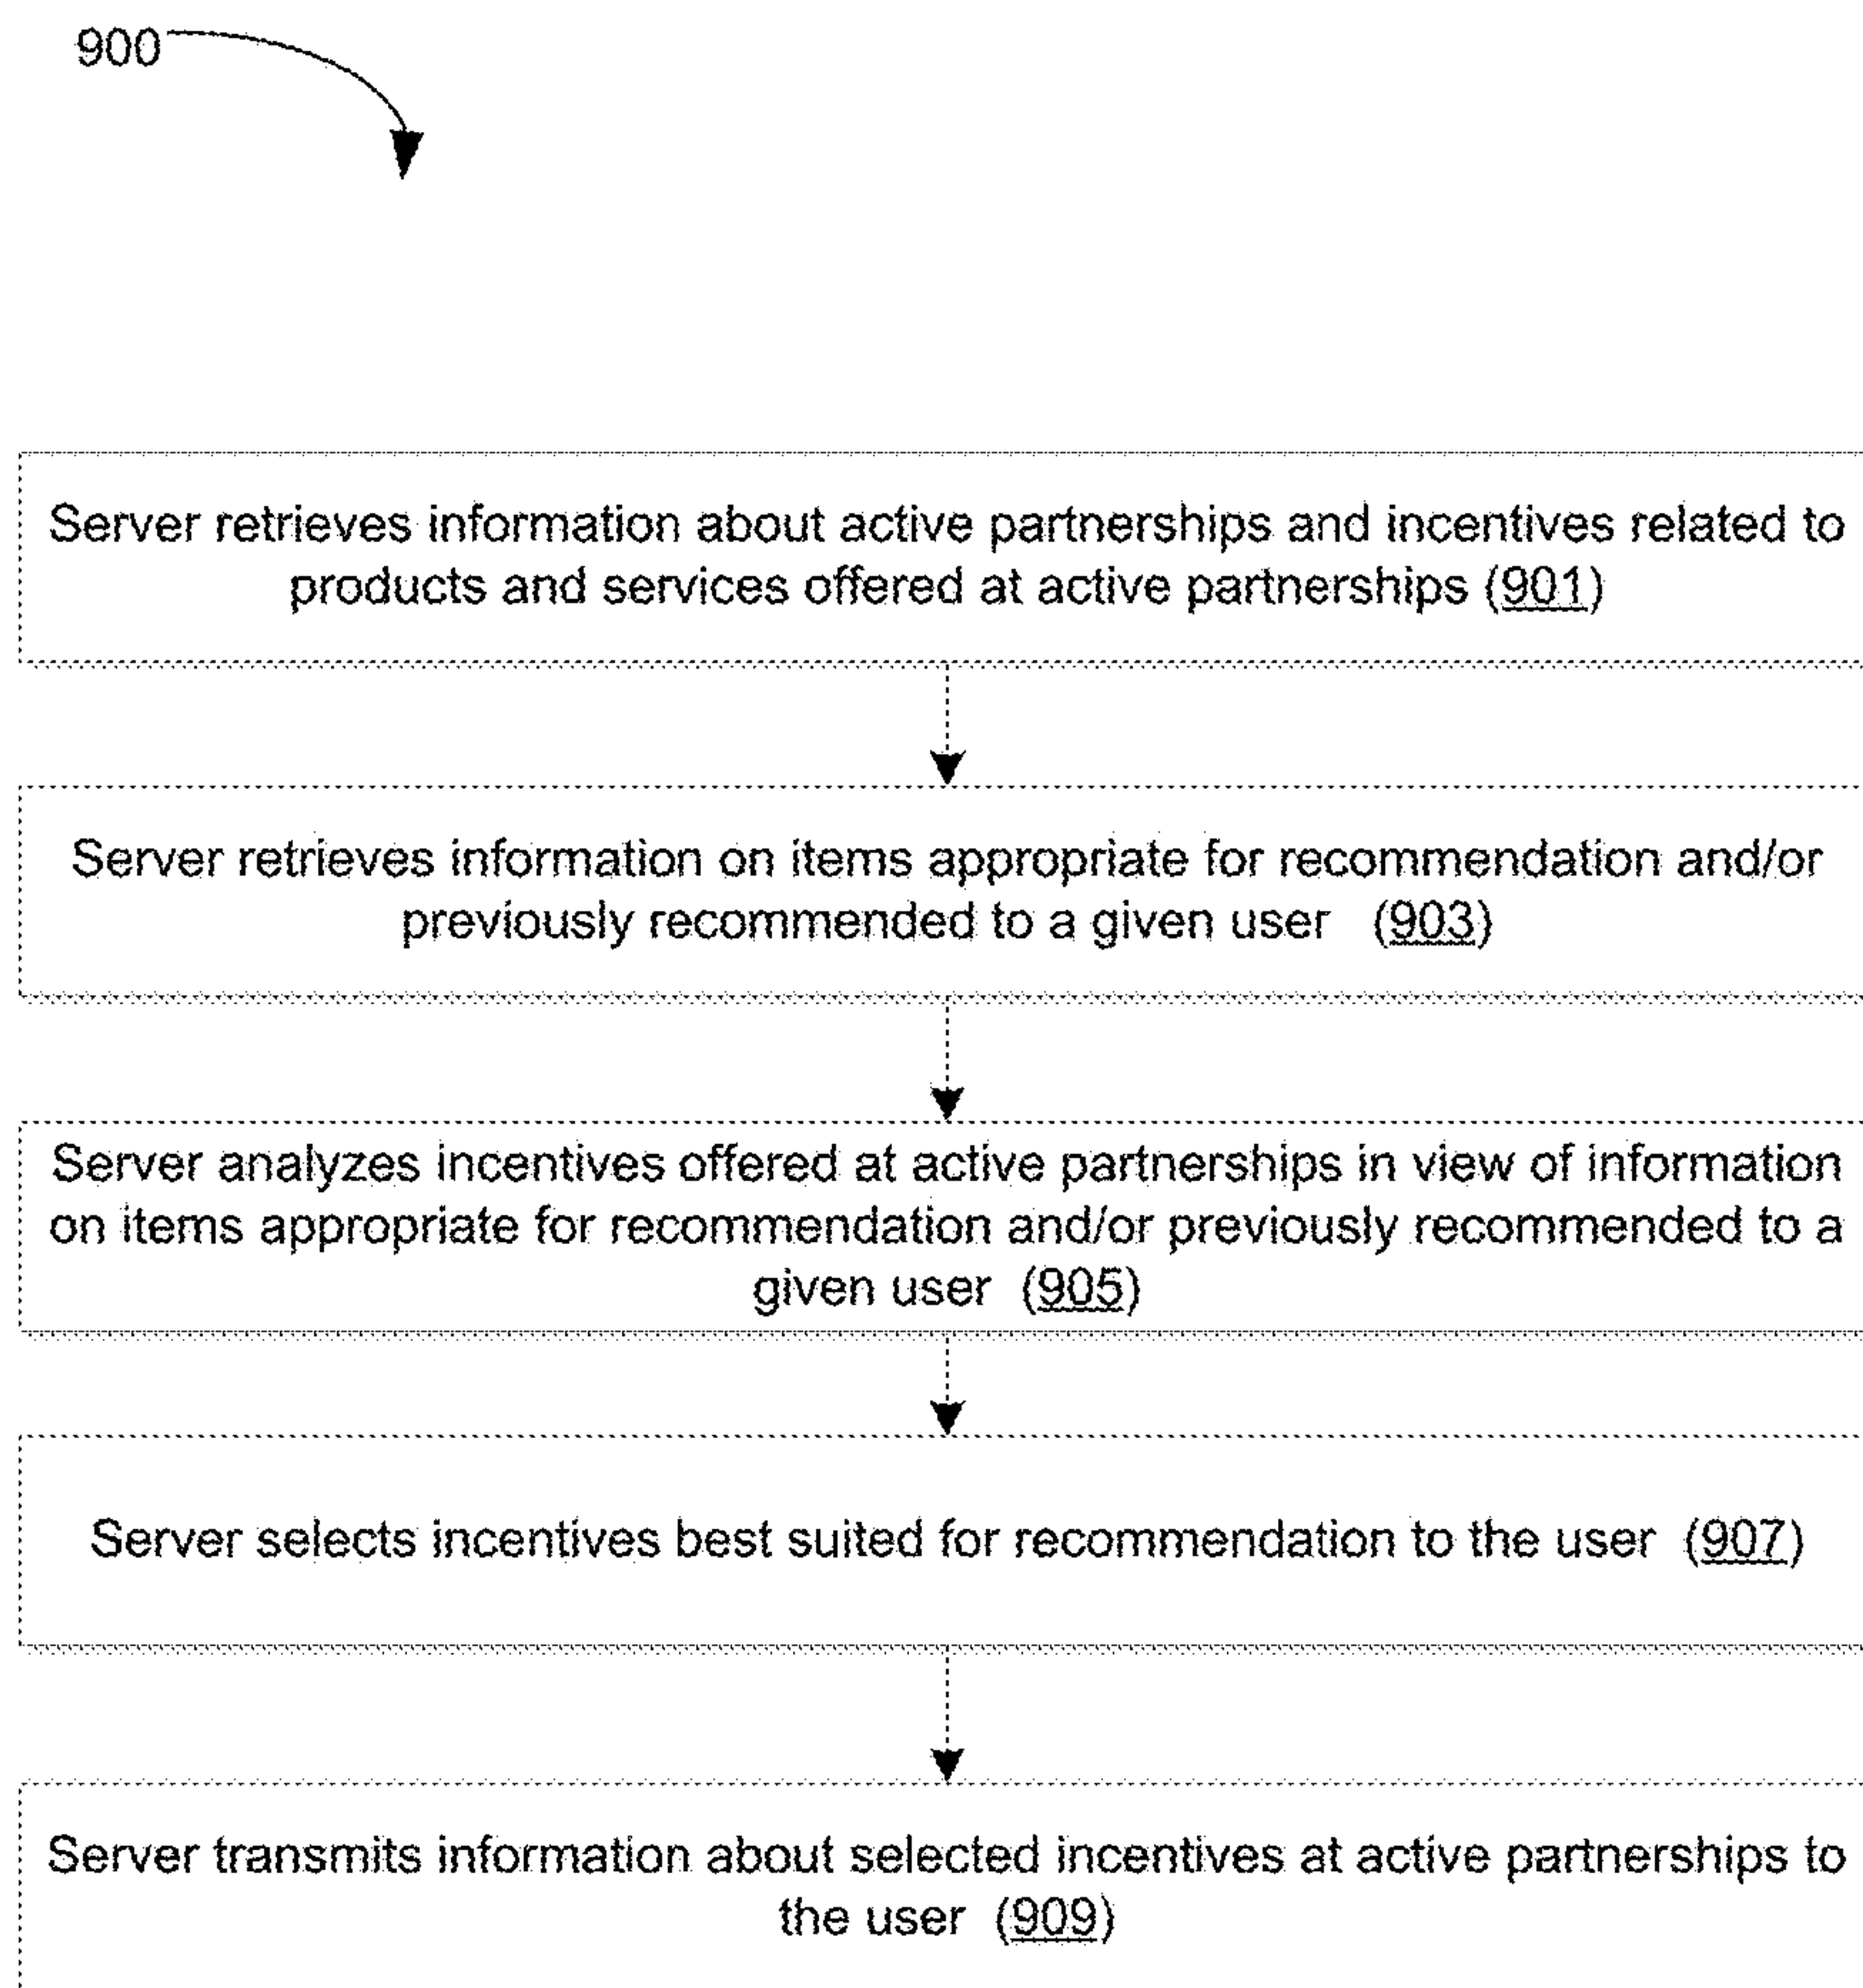 900
Server retrieves information about active partnerships and incentives related to
products and services offered at active partnerships (901)
Server retrieves information on items appropriate for recommendation and/or
previously recommended to a given user (903)
Server analyzes incentives offered at active partnerships in view of information
on items appropriate for recommendation and/or previously recommended to a
given user (905)
Server selects incentives best suited for recommendation to the user (907)
Server transmits information about selected incentives at active partnerships to
the user (909)